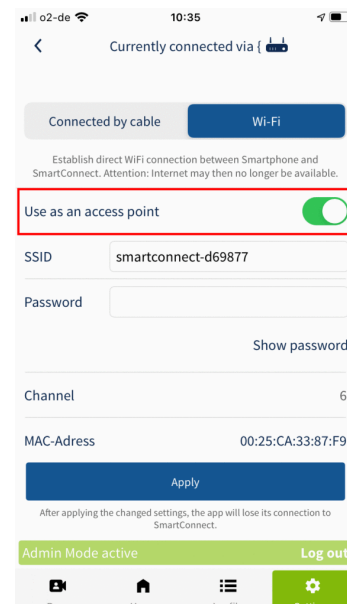 o2-de 10:35
Currently connected via {
Connected by cable Wi-Fi
Establish direct WiFi connection between Smartphone and
SmartConnect. Attention: Internet may then no longer be available.
Use as an access point
SSID smartconnect-d69877
Password
Show password
Channel 6
MAC-Adress 00:25:CA:33:87:F9
Apply
After applying the changed settings, the app will lose its connection to
SmartConnect.
Admin Mode active Log out